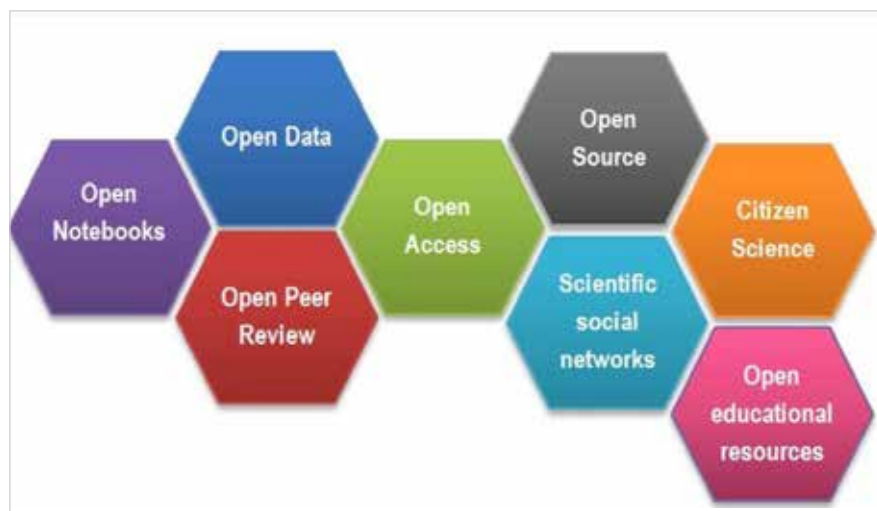 Open
Notebooks
Open Data
Open Peer
Review
Open
Access
Open
Source
Scientific
social
networks
Citizen
Science
Open
educational
resources